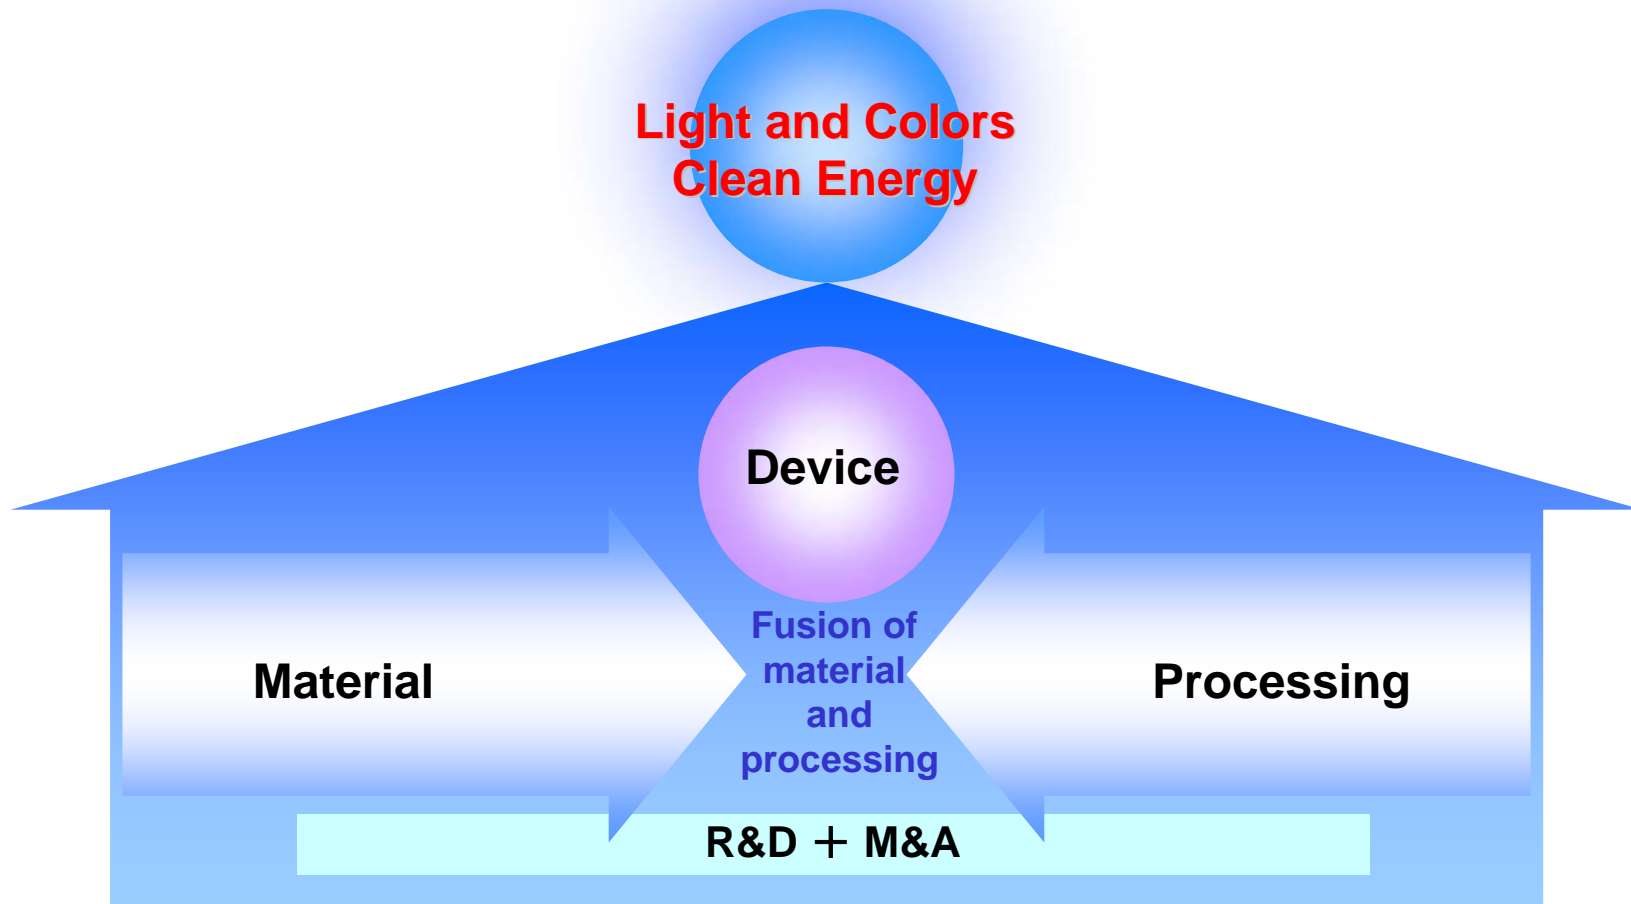 Light and Colors
Clean Energy
Device
Fusion of
material
and
processing
Material
Processing
R&D ＋ M&A